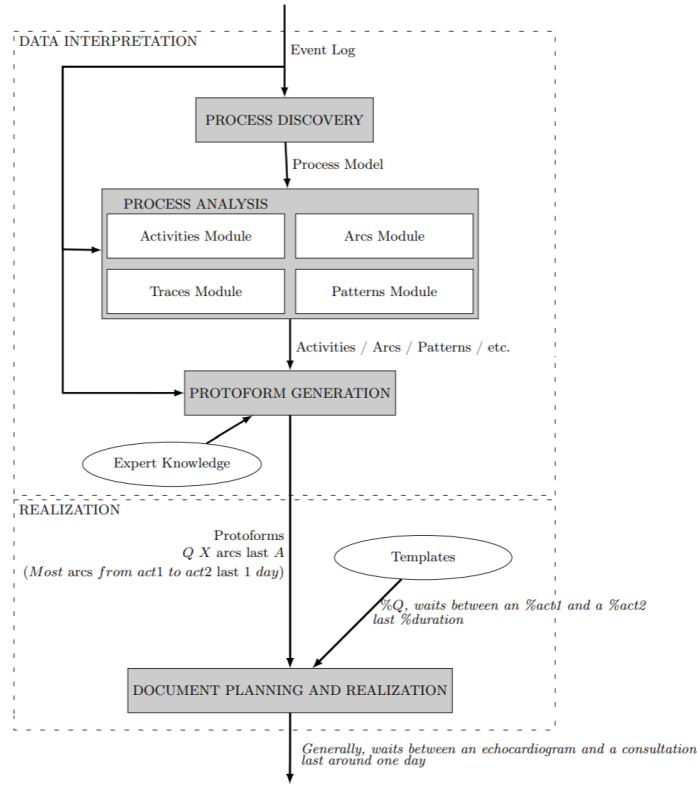 DATA INTERPRETATION
Event Log
PROCESS DISCOVERY
Process Model
PROCESS ANALYSIS
Activities Module
Arcs Module
Traces Module
Patterns Module
Activities / Arcs / Patterns / etc.
PROTOFORM GENERATION
Expert Knowledge
REALIZATION
Protoforms
Q X arcs last A
(Most arcs from act1 to act2 last 1 day)
Templates
%Q, waits between an %act1 and a %act2
last %duration
DOCUMENT PLANNING AND REALIZATION
Generally, waits between an echocardiogram and a consultation
last around one day